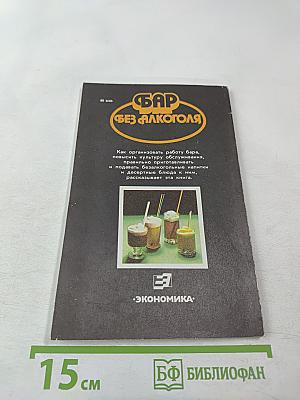 БАР
БЕЗ АЛКОГОЛЯ
Как организовать работу бара,
повысить культуру обслуживания,
правильно приготавливать
и подавать безалкогольные напитки
и десертные блюда к ним,
рассказывает эта книга.
·ЭКОНОМИКА·
15 см
БФ БИБЛИОФАН